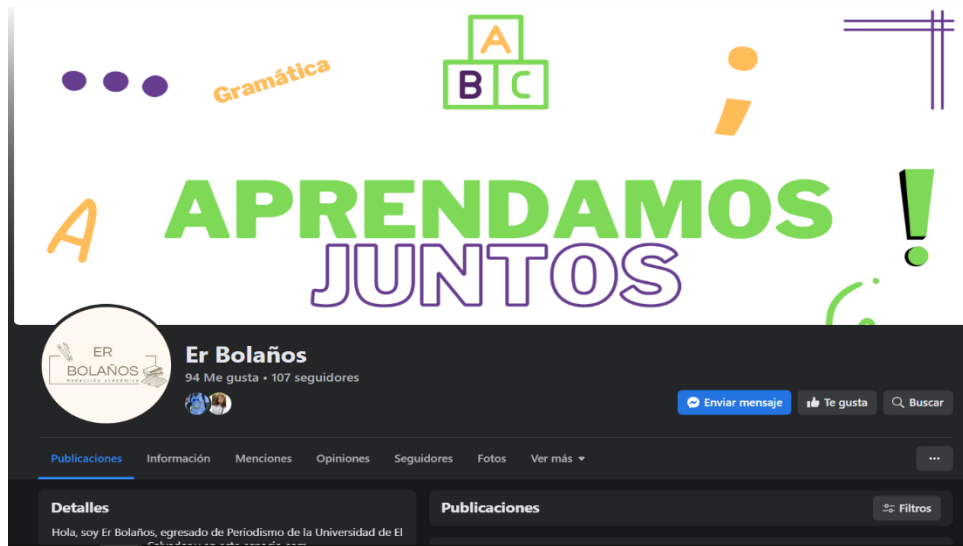 Gramática
A
B C
;
A
APRENDAMOS
!
JUNTOS
ER
BOLAÑOS
REDACCIÓN ACADÉMICA
Er Bolaños
94 Me gusta • 107 seguidores
Enviar mensaje Te gusta Buscar
Publicaciones Información Menciones Opiniones Seguidores Fotos Ver más
Detalles
Publicaciones
Filtros
Hola, soy Er Bolaños, egresado de Periodismo de la Universidad de El